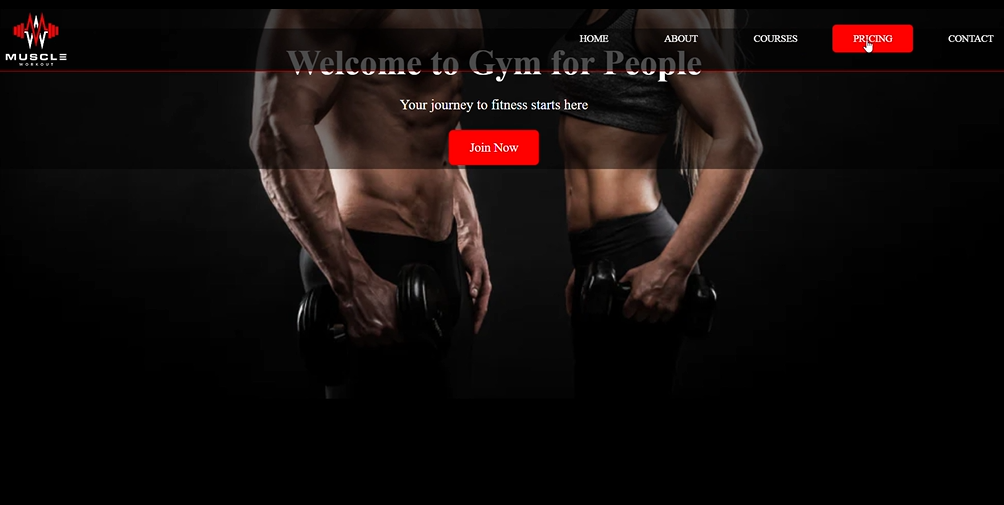 MUSCLE
WORKOUT
HOME
ABOUT
COURSES
PRICING
CONTACT
Welcome to Gym for People
Your journey to fitness starts here
Join Now